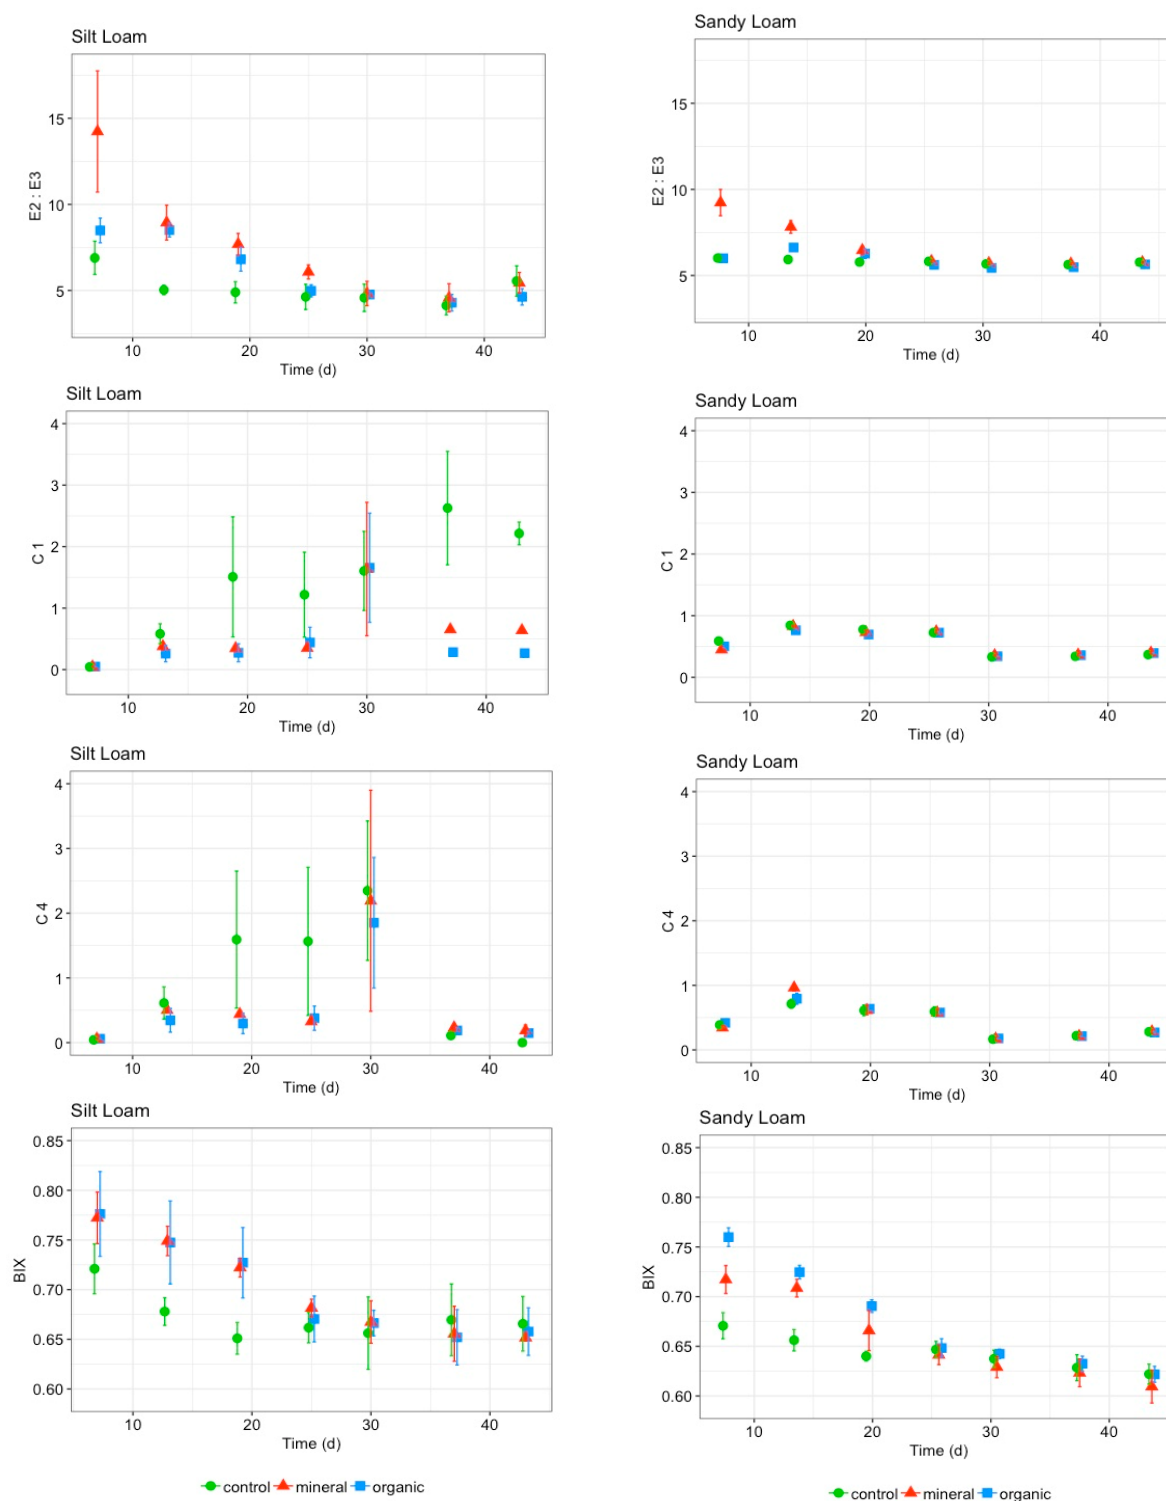 Silt Loam
15
10
5
E2 : E3
10 20 30 40
Time (d)
Sandy Loam
15
10
5
E2 : E3
10 20 30 40
Time (d)
Silt Loam
4
3
2
1
0
C 1
10 20 30 40
Time (d)
Sandy Loam
4
3
2
1
0
C 1
10 20 30 40
Time (d)
Silt Loam
4
3
2
1
0
C 4
10 20 30 40
Time (d)
Sandy Loam
4
3
2
1
0
C 4
10 20 30 40
Time (d)
Silt Loam
0.85
0.80
0.75
0.70
0.65
0.60
BIX
10 20 30 40
Time (d)
control mineral organic
Sandy Loam
0.85
0.80
0.75
0.70
0.65
0.60
BIX
10 20 30 40
Time (d)
control mineral organic